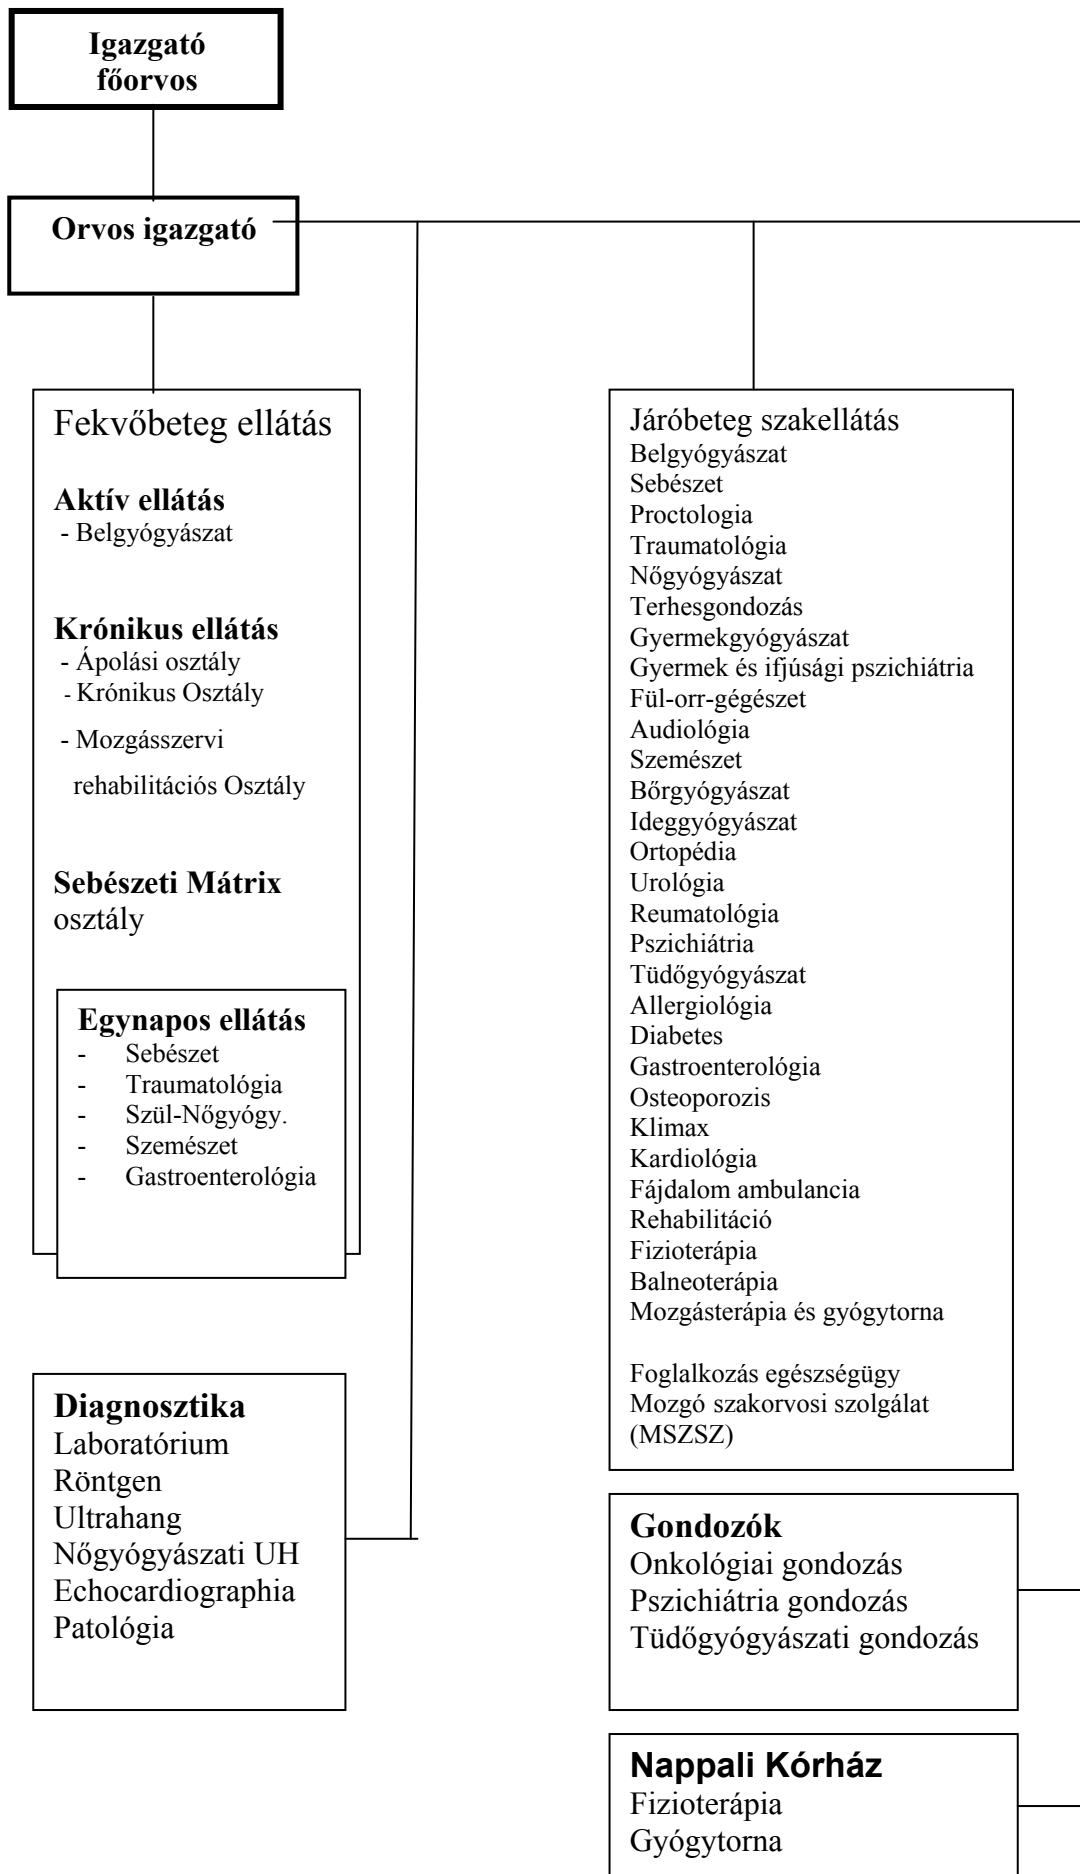 Igazgató
főorvos
Orvos igazgató
Fekvőbeteg ellátás
Aktív ellátás
- Belgyógyászat
Krónikus ellátás
- Ápolási osztály
- Krónikus Osztály
- Mozgásszervi
rehabilitációs Osztály
Sebészeti Mátrix
osztály
Egynapos ellátás
- Sebészet
- Traumatológia
- Szül-Nőgyógy.
- Szemészet
- Gastroenterológia
Diagnosztika
Laboratórium
Röntgen
Ultrahang
Nőgyógyászati UH
Echocardiographia
Patológia
Járóbeteg szakellátás
Belgyógyászat
Sebészet
Proctologia
Traumatológia
Nőgyógyászat
Terhesgondozás
Gyermekgyógyászat
Gyermek és ifjúsági pszichiátria
Fül-orr-gégészet
Audiológia
Szemészet
Bőrgyógyászat
Ideggyógyászat
Ortopédia
Urológia
Reumatológia
Pszichiátria
Tüdőgyógyászat
Allergiológia
Diabetes
Gastroenterológia
Osteoporozis
Klimax
Kardiológia
Fájdalom ambulancia
Rehabilitáció
Fizioterápia
Balneoterápia
Mozgásterápia és gyógytorna
Foglalkozás egészségügy
Mozgó szakorvosi szolgálat
(MSZSZ)
Gondozók
Onkológiai gondozás
Pszichiátria gondozás
Tüdőgyógyászati gondozás
Nappali Kórház
Fizioterápia
Gyógytorna